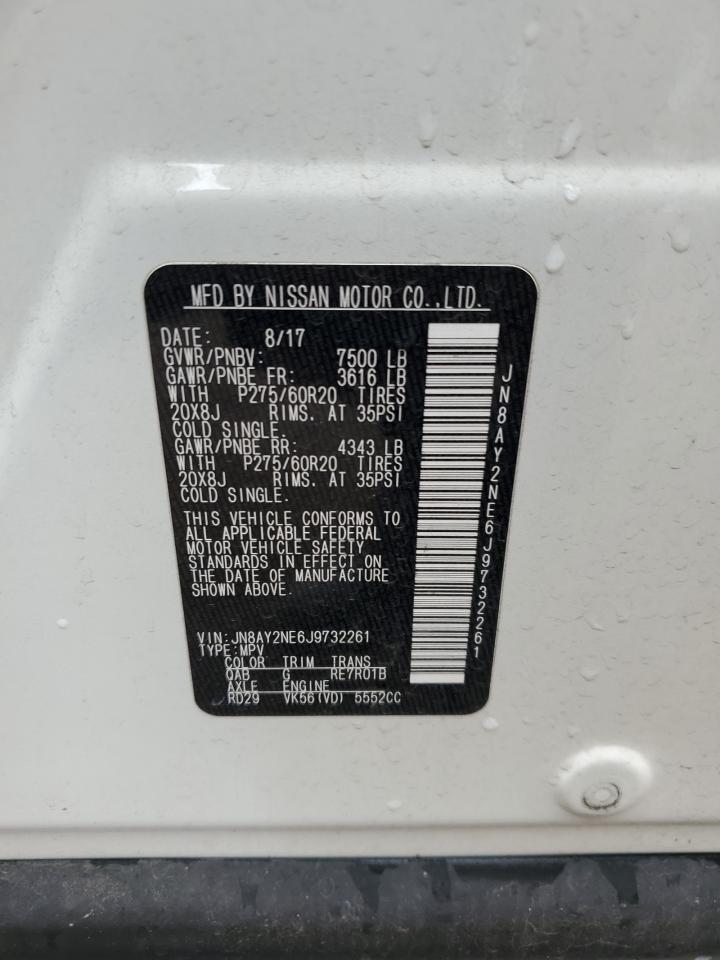 MFD BY NISSAN MOTOR CO.,LTD.
DATE: 8/17
GVWR/PNBV: 7500 LB
GAWR/PNBE FR: 3616 LB
WITH P275/60R20 TIRES
20X8J RIMS. AT 35PSI
COLD SINGLE.
GAWR/PNBE RR: 4343 LB
WITH P275/60R20 TIRES
20X8J RIMS. AT 35PSI
COLD SINGLE.
THIS VEHICLE CONFORMS TO
ALL APPLICABLE FEDERAL
MOTOR VEHICLE SAFETY
STANDARDS IN EFFECT ON
THE DATE OF MANUFACTURE
SHOWN ABOVE.
VIN:JN8AY2NE6J9732261
TYPE:MPV
COLOR TRIM TRANS
QAB G RE7R01B
AXLE ENGINE
RD29 VK56(VD) 5552CC
JN8AY2NE6J9732261